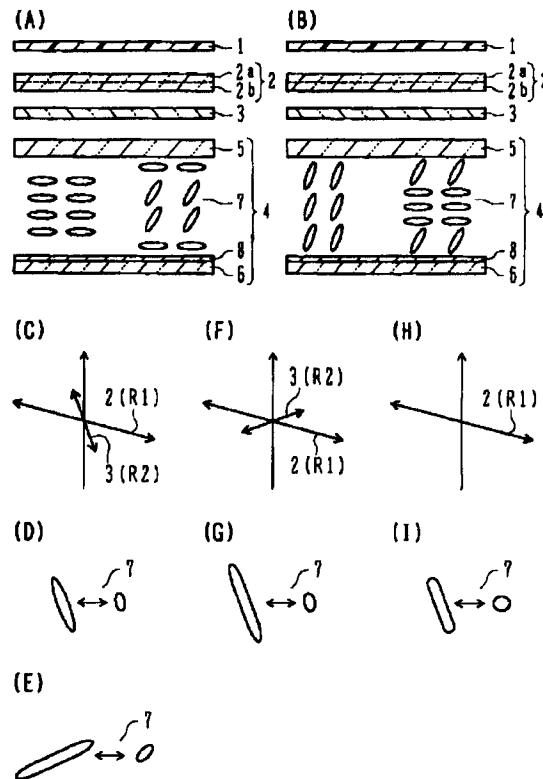 (A) (B)
1 1
2a 2a
2b 2 2b 2
3 3
5 5
7 4 7 4
8 8
6 6
(C) (F) (H)
3(R2)
2(R1) 2(R1)
3(R2) 2(R1)
(D) (G) (I)
7 7 7
(E)
7